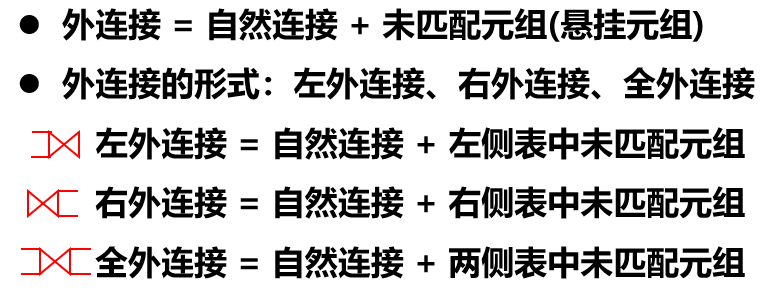 ● 外连接 = 自然连接 + 未匹配元组(悬挂元组)
● 外连接的形式：左外连接、右外连接、全外连接
⟕ 左外连接 = 自然连接 + 左侧表中未匹配元组
⟖ 右外连接 = 自然连接 + 右侧表中未匹配元组
⟗ 全外连接 = 自然连接 + 两侧表中未匹配元组